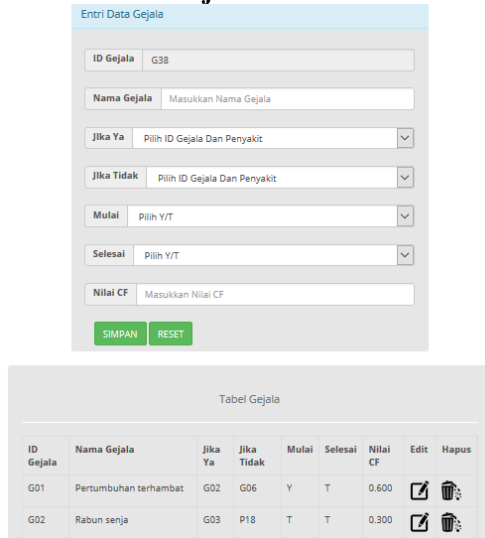 Entri Data Gejala
ID Gejala G38
Nama Gejala Masukkan Nama Gejala
JIka Ya Pilih ID Gejala Dan Penyakit
JIka Tidak Pilih ID Gejala Dan Penyakit
Mulai Pilih Y/T
Selesai Pilih Y/T
Nilai CF Masukkan Nilai CF
SIMPAN RESET
Tabel Gejala
ID Gejala Nama Gejala Jika Ya Jika Tidak Mulai Selesai Nilai CF Edit Hapus
G01 Pertumbuhan terhambat G02 G06 Y T 0.600
G02 Rabun senja G03 P18 T T 0.300